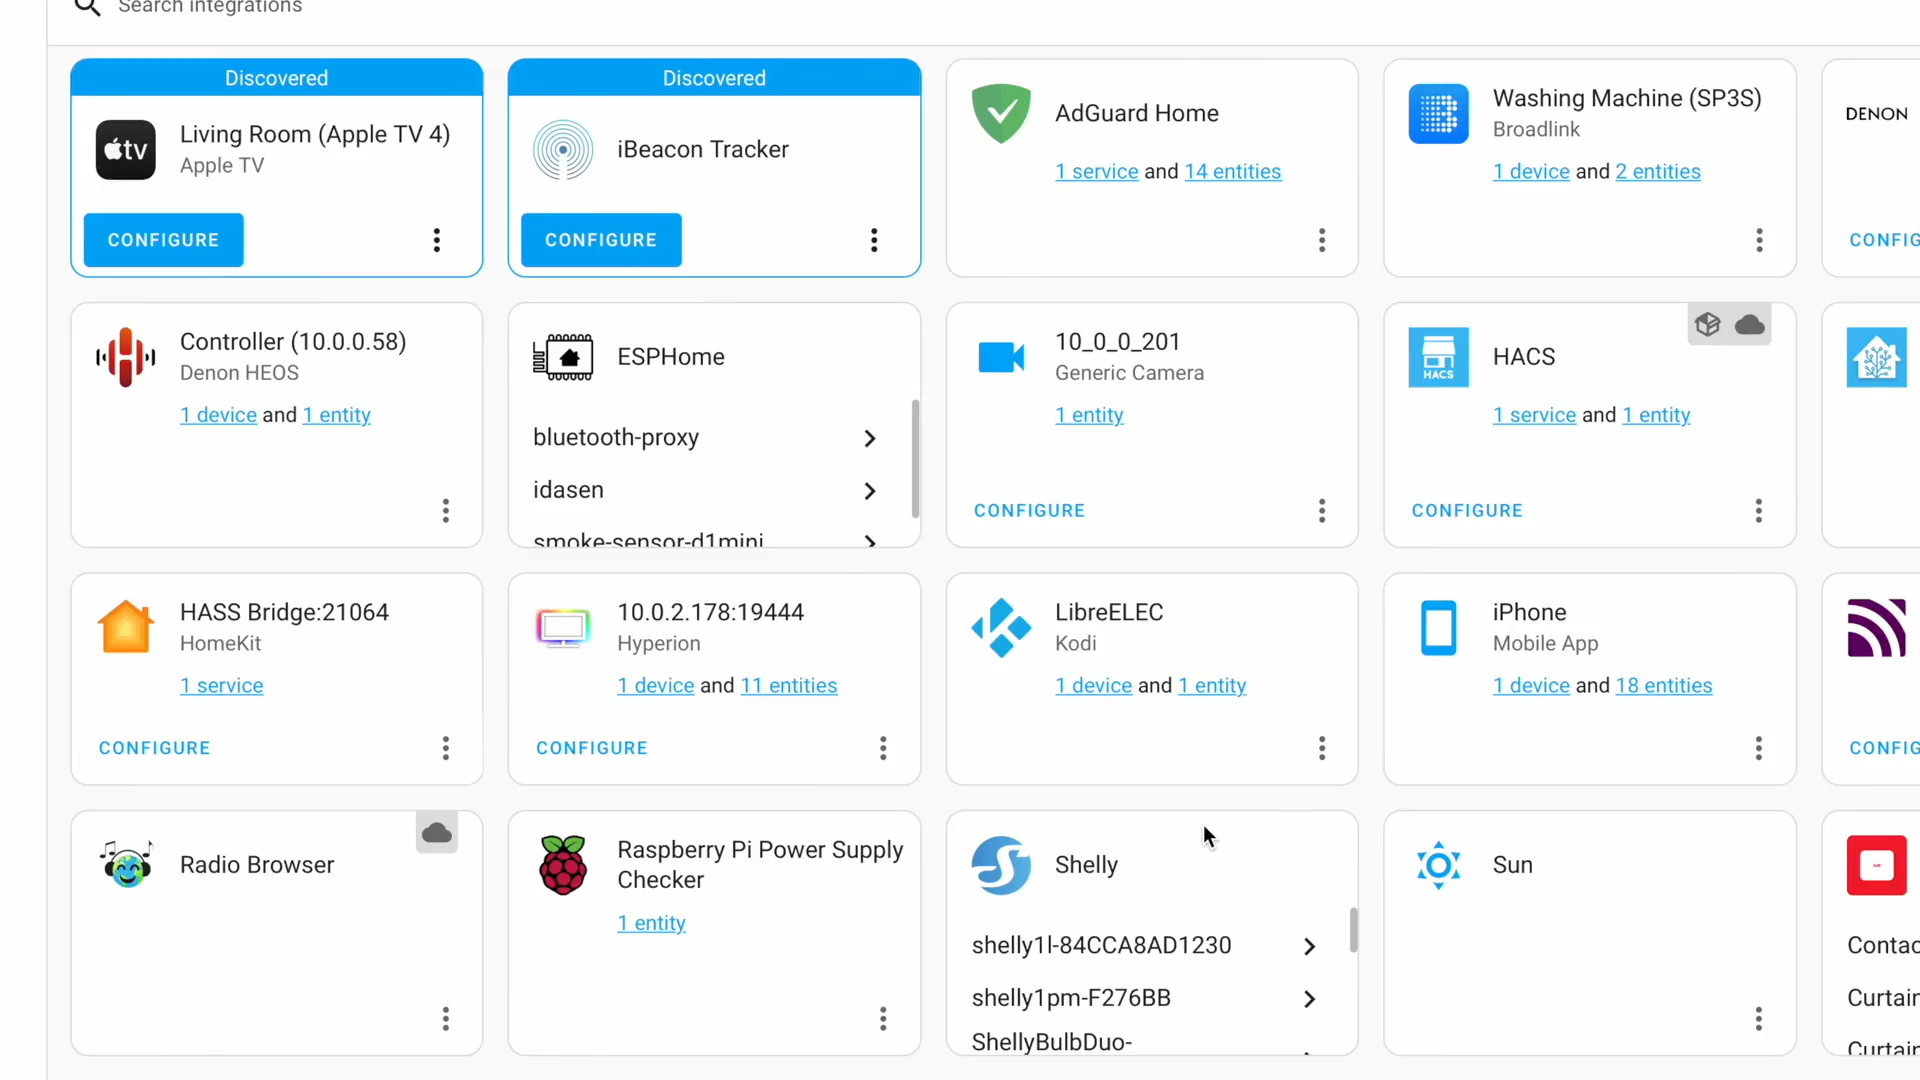 Search integrations
Discovered
tv
Living Room (Apple TV 4)
Apple TV
CONFIGURE
Discovered
iBeacon Tracker
CONFIGURE
AdGuard Home
1 service and 14 entities
Washing Machine (SP3S)
Broadlink
1 device and 2 entities
DENON
CONFIG
Controller (10.0.0.58)
Denon HEOS
1 device and 1 entity
ESPHome
bluetooth-proxy
idasen
smoke-sensor-d1mini
10_0_0_201
Generic Camera
1 entity
CONFIGURE
HACS
HACS
1 service and 1 entity
CONFIGURE
HASS Bridge:21064
HomeKit
1 service
CONFIGURE
10.0.2.178:19444
Hyperion
1 device and 11 entities
CONFIGURE
LibreELEC
Kodi
1 device and 1 entity
iPhone
Mobile App
1 device and 18 entities
CONFIG
Radio Browser
Raspberry Pi Power Supply
Checker
1 entity
Shelly
shelly1l-84CCA8AD1230
shelly1pm-F276BB
ShellyBulbDuo-
Sun
Contac
Curtain
Curtain